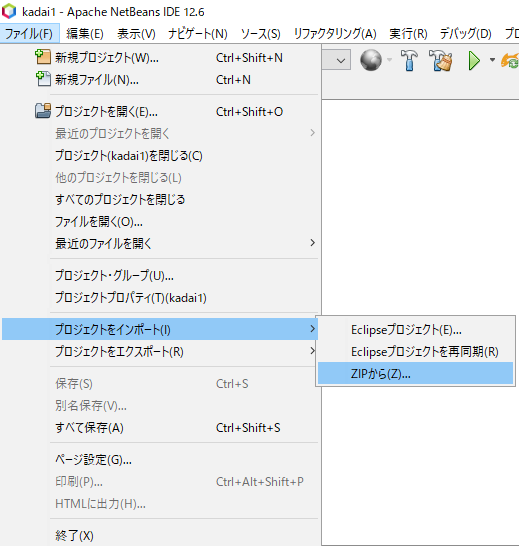 kadai1 - Apache NetBeans IDE 12.6
ファイル(F) 編集(E) 表示(V) ナビゲート(N) ソース(S) リファクタリング(A) 実行(R) デバッグ(D) プロ
新規プロジェクト(W)... Ctrl+Shift+N
新規ファイル(N)... Ctrl+N
プロジェクトを開く(E)... Ctrl+Shift+O
最近のプロジェクトを開く
プロジェクト(kadai1)を閉じる(C)
他のプロジェクトを閉じる(L)
すべてのプロジェクトを閉じる
ファイルを開く(O)...
最近のファイルを開く
プロジェクト・グループ(U)...
プロジェクトプロパティ(T)(kadai1)
プロジェクトをインポート(I)
Eclipseプロジェクト(E)...
プロジェクトをエクスポート(R)
Eclipseプロジェクトを再同期(R)
ZIPから(Z)...
保存(S) Ctrl+S
別名保存(V)...
すべて保存(A) Ctrl+Shift+S
ページ設定(G)...
印刷(P)... Ctrl+Alt+Shift+P
HTMLに出力(H)...
終了(X)